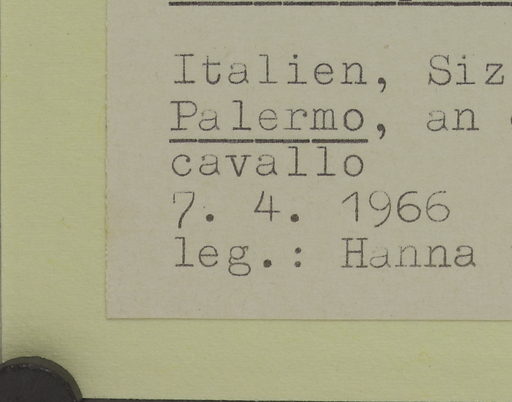 Italien, Siz
Palermo, an
cavallo
7. 4. 1966
leg.: Hanna